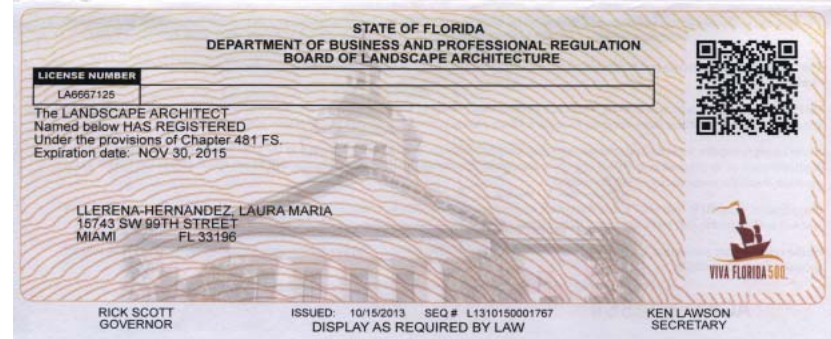 STATE OF FLORIDA
DEPARTMENT OF BUSINESS AND PROFESSIONAL REGULATION
BOARD OF LANDSCAPE ARCHITECTURE
LICENSE NUMBER
LA6667125
The LANDSCAPE ARCHITECT
Named below HAS REGISTERED
Under the provisions of Chapter 481 FS.
Expiration date: NOV 30, 2015
LLERENA-HERNANDEZ, LAURA MARIA
15743 SW 99TH STREET
MIAMI FL 33196
VIVA FLORIDA 500.
RICK SCOTT
GOVERNOR
ISSUED: 10/15/2013 SEQ # L1310150001767
DISPLAY AS REQUIRED BY LAW
KEN LAWSON
SECRETARY